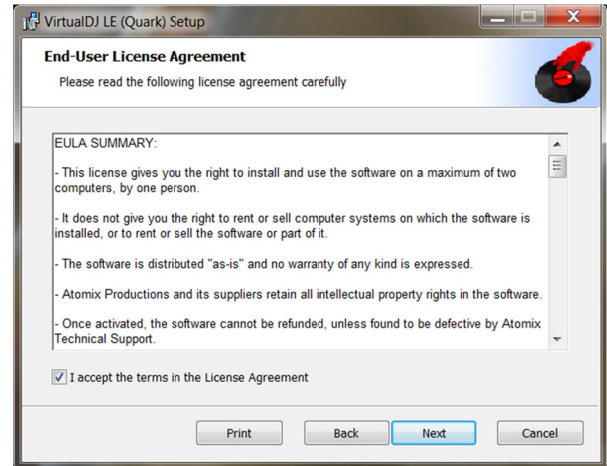 VirtualDJ LE (Quark) Setup
End-User License Agreement
Please read the following license agreement carefully
EULA SUMMARY:
- This license gives you the right to install and use the software on a maximum of two
computers, by one person.
- It does not give you the right to rent or sell computer systems on which the software is
installed, or to rent or sell the software or part of it.
- The software is distributed "as-is" and no warranty of any kind is expressed.
- Atomix Productions and its suppliers retain all intellectual property rights in the software.
- Once activated, the software cannot be refunded, unless found to be defective by Atomix
Technical Support.
I accept the terms in the License Agreement
Print Back Next Cancel